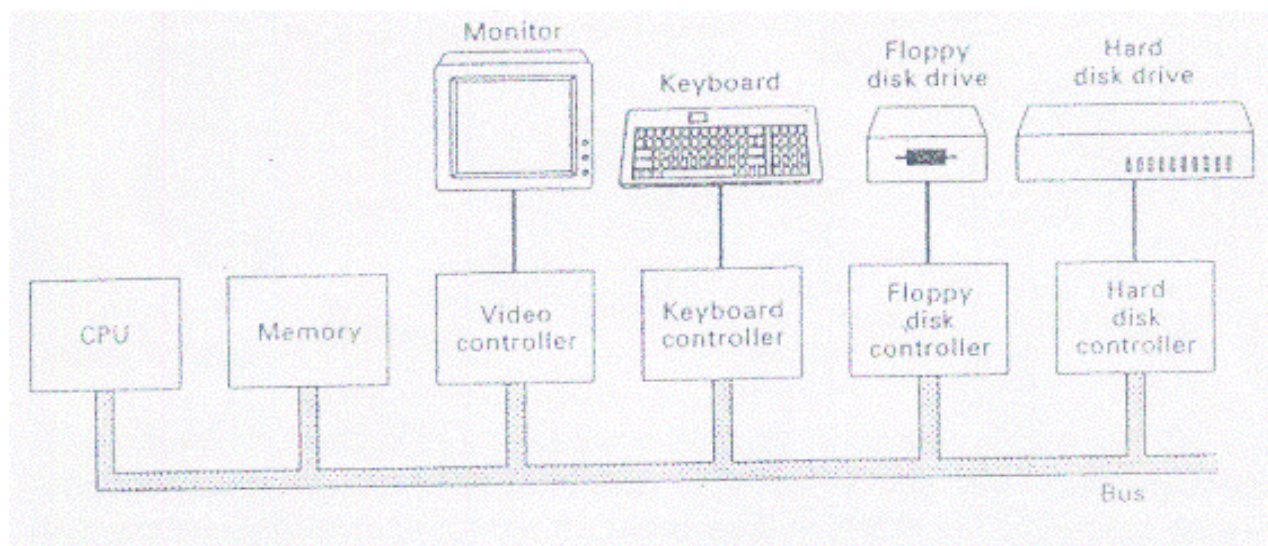 Monitor
Keyboard
Floppy
disk drive
Hard
disk drive
CPU
Memory
Video
controller
Keyboard
controller
Floppy
disk
controller
Hard
disk
controller
Bus